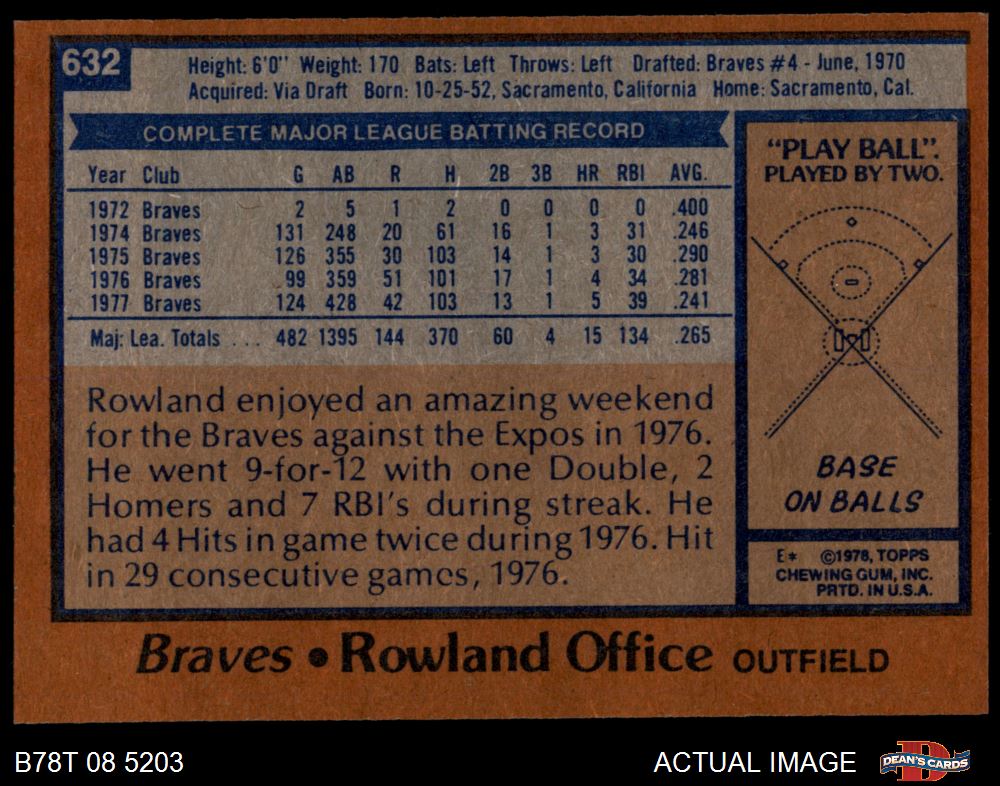 632
Height: 6'0" Weight: 170 Bats: Left Throws: Left Drafted: Braves #4 - June, 1970
Acquired: Via Draft Born: 10-25-52, Sacramento, California Home: Sacramento, Cal.
COMPLETE MAJOR LEAGUE BATTING RECORD
Year Club G AB R H 2B 3B HR RBI AVG.
1972 Braves 2 5 1 2 0 0 0 0 .400
1974 Braves 131 248 20 61 16 1 3 31 .246
1975 Braves 126 355 30 103 14 1 3 30 .290
1976 Braves 99 359 51 101 17 1 4 34 .281
1977 Braves 124 428 42 103 13 1 5 39 .241
Maj: Lea. Totals . . . 482 1395 144 370 60 4 15 134 .265
Rowland enjoyed an amazing weekend
for the Braves against the Expos in 1976.
He went 9-for-12 with one Double, 2
Homers and 7 RBI's during streak. He
had 4 Hits in game twice during 1976. Hit
in 29 consecutive games, 1976.
"PLAY BALL".
PLAYED BY TWO.
BASE
ON BALLS
E* ©1978, TOPPS
CHEWING GUM, INC.
PRTD. IN U.S.A.
Braves • Rowland Office OUTFIELD
B78T 08 5203
ACTUAL IMAGE
DEAN'S CARDS